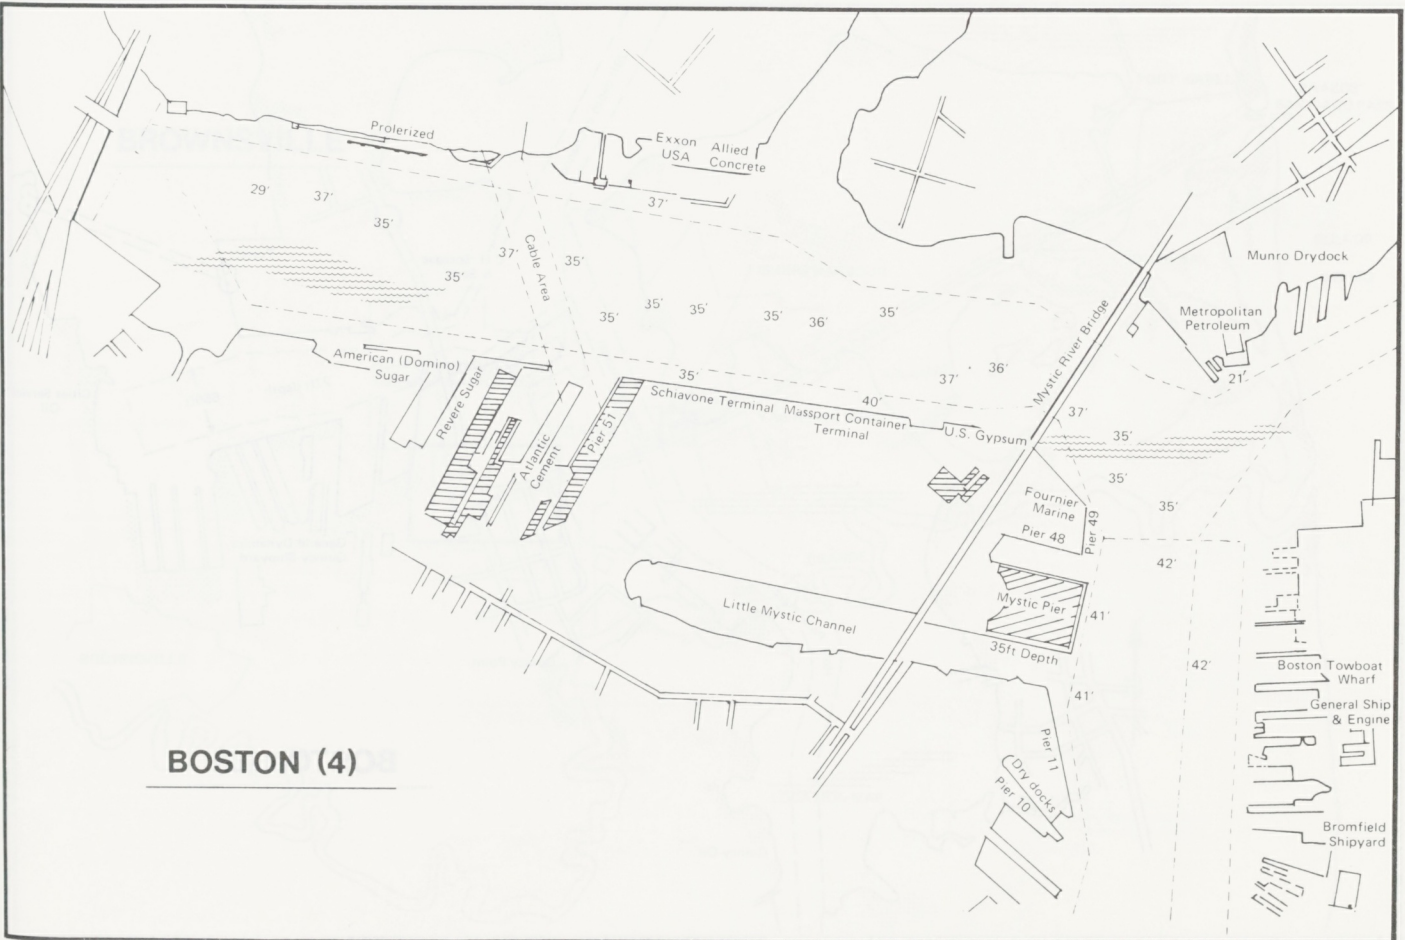 Prolerized
Exxon
USA
Allied
Concrete
29'
37'
35'
37'
37'
Cable Area
35'
35'
35'
35'
35'
35'
36'
35'
Munro Drydock
Metropolitan
Petroleum
21'
Mystic River Bridge
American (Domino)
Sugar
Revere Sugar
Atlantic
Cement
Pier 51
35'
Schiavone Terminal
40'
Massport Container
Terminal
37'
36'
U.S. Gypsum
37'
35'
35'
35'
Fournier
Marine
Pier 49
Pier 48
42'
Mystic Pier
41'
Little Mystic Channel
35ft Depth
42'
41'
Boston Towboat
Wharf
General Ship
& Engine
Pier 11
Dry docks
Pier 10
Bromfield
Shipyard
BOSTON (4)